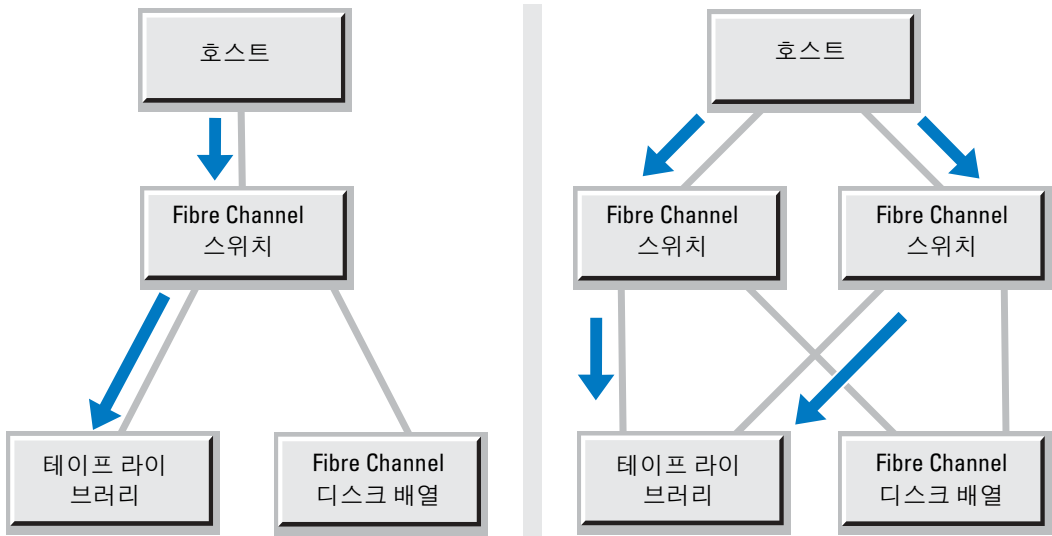 호스트
Fibre Channel
스위치
테이프 라이
브러리
Fibre Channel
디스크 배열
호스트
Fibre Channel
스위치
Fibre Channel
스위치
테이프 라이
브러리
Fibre Channel
디스크 배열